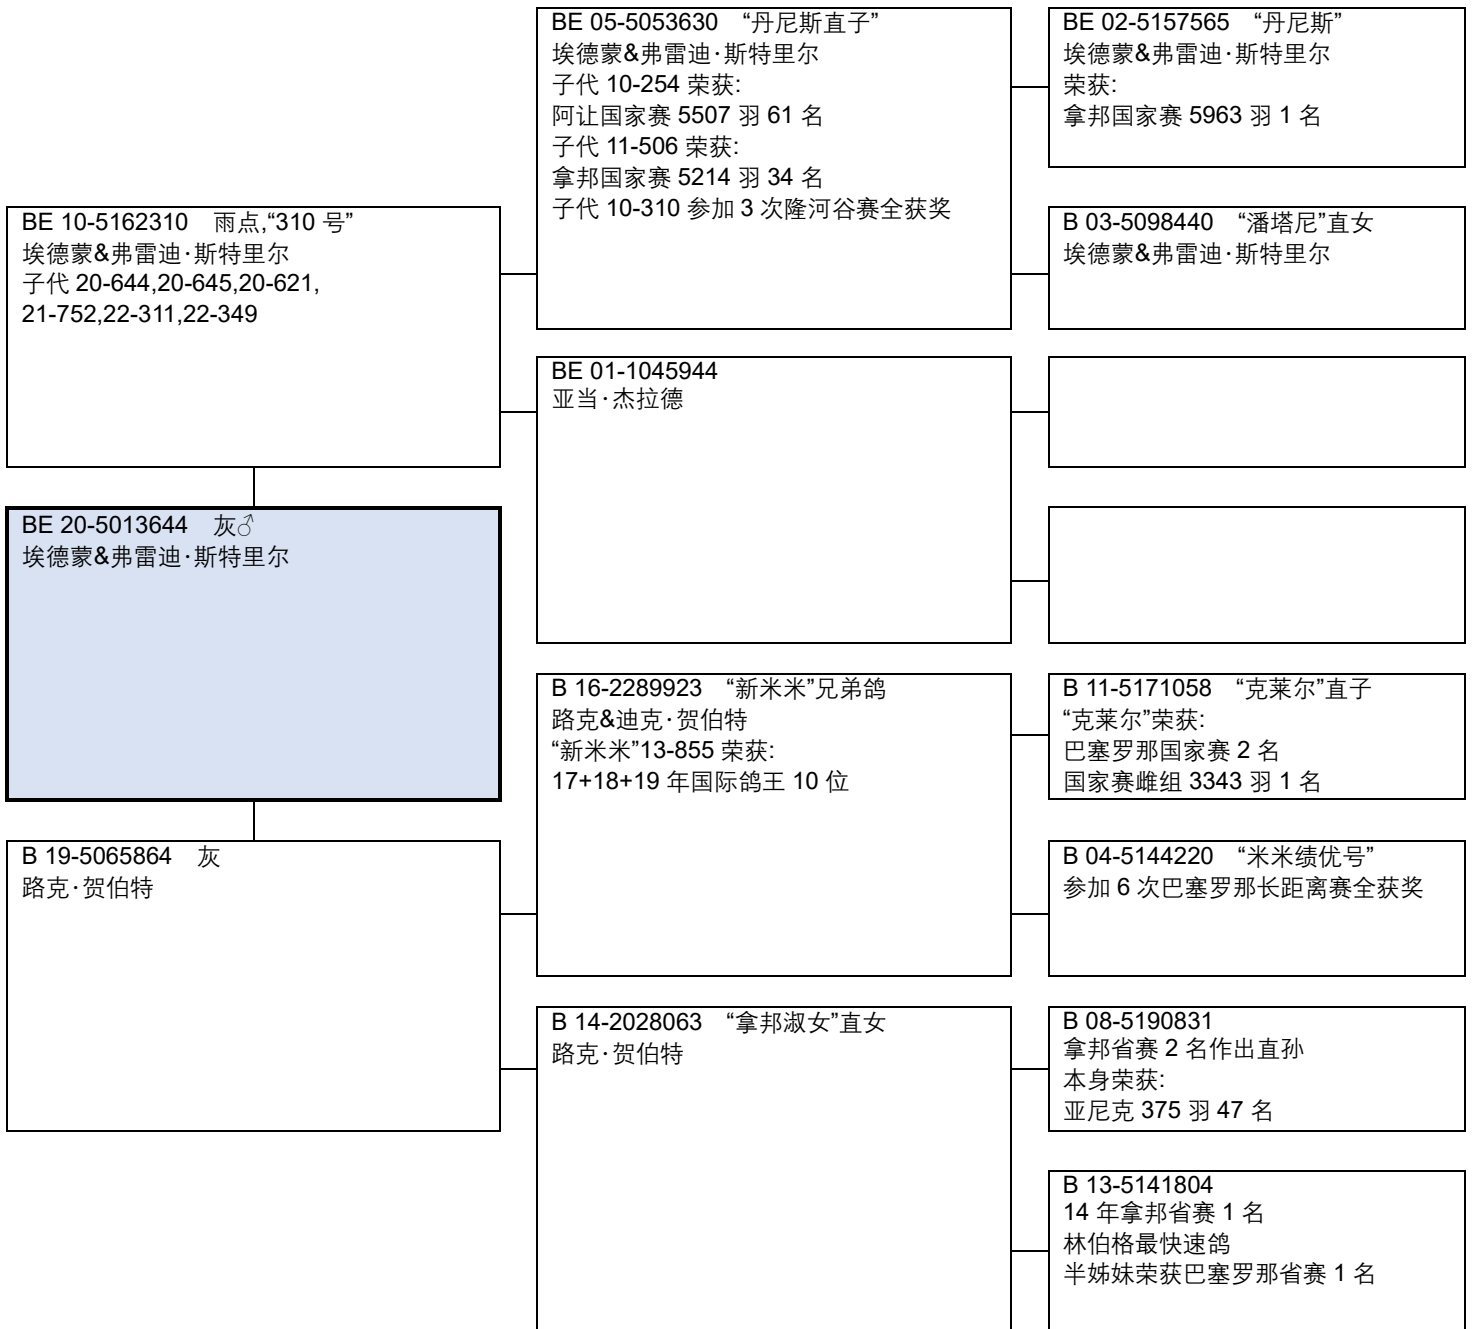 BE 10-5162310 雨点,“310 号”
埃德蒙&弗雷迪·斯特里尔
子代 20-644,20-645,20-621,
21-752,22-311,22-349
BE 20-5013644 灰♂
埃德蒙&弗雷迪·斯特里尔
B 19-5065864 灰
路克·贺伯特
BE 05-5053630 “丹尼斯直子”
埃德蒙&弗雷迪·斯特里尔
子代 10-254 荣获:
阿让国家赛 5507 羽 61 名
子代 11-506 荣获:
拿邦国家赛 5214 羽 34 名
子代 10-310 参加 3 次隆河谷赛全获奖
BE 01-1045944
亚当·杰拉德
B 16-2289923 “新米米”兄弟鸽
路克&迪克·贺伯特
“新米米”13-855 荣获:
17+18+19 年国际鸽王 10 位
B 14-2028063 “拿邦淑女”直女
路克·贺伯特
BE 02-5157565 “丹尼斯”
埃德蒙&弗雷迪·斯特里尔
荣获:
拿邦国家赛 5963 羽 1 名
B 03-5098440 “潘塔尼”直女
埃德蒙&弗雷迪·斯特里尔
B 11-5171058 “克莱尔”直子
“克莱尔”荣获:
巴塞罗那国家赛 2 名
国家赛雌组 3343 羽 1 名
B 04-5144220 “米米绩优号”
参加 6 次巴塞罗那长距离赛全获奖
B 08-5190831
拿邦省赛 2 名作出直孙
本身荣获:
亚尼克 375 羽 47 名
B 13-5141804
14 年拿邦省赛 1 名
林伯格最快速鸽
半姊妹荣获巴塞罗那省赛 1 名